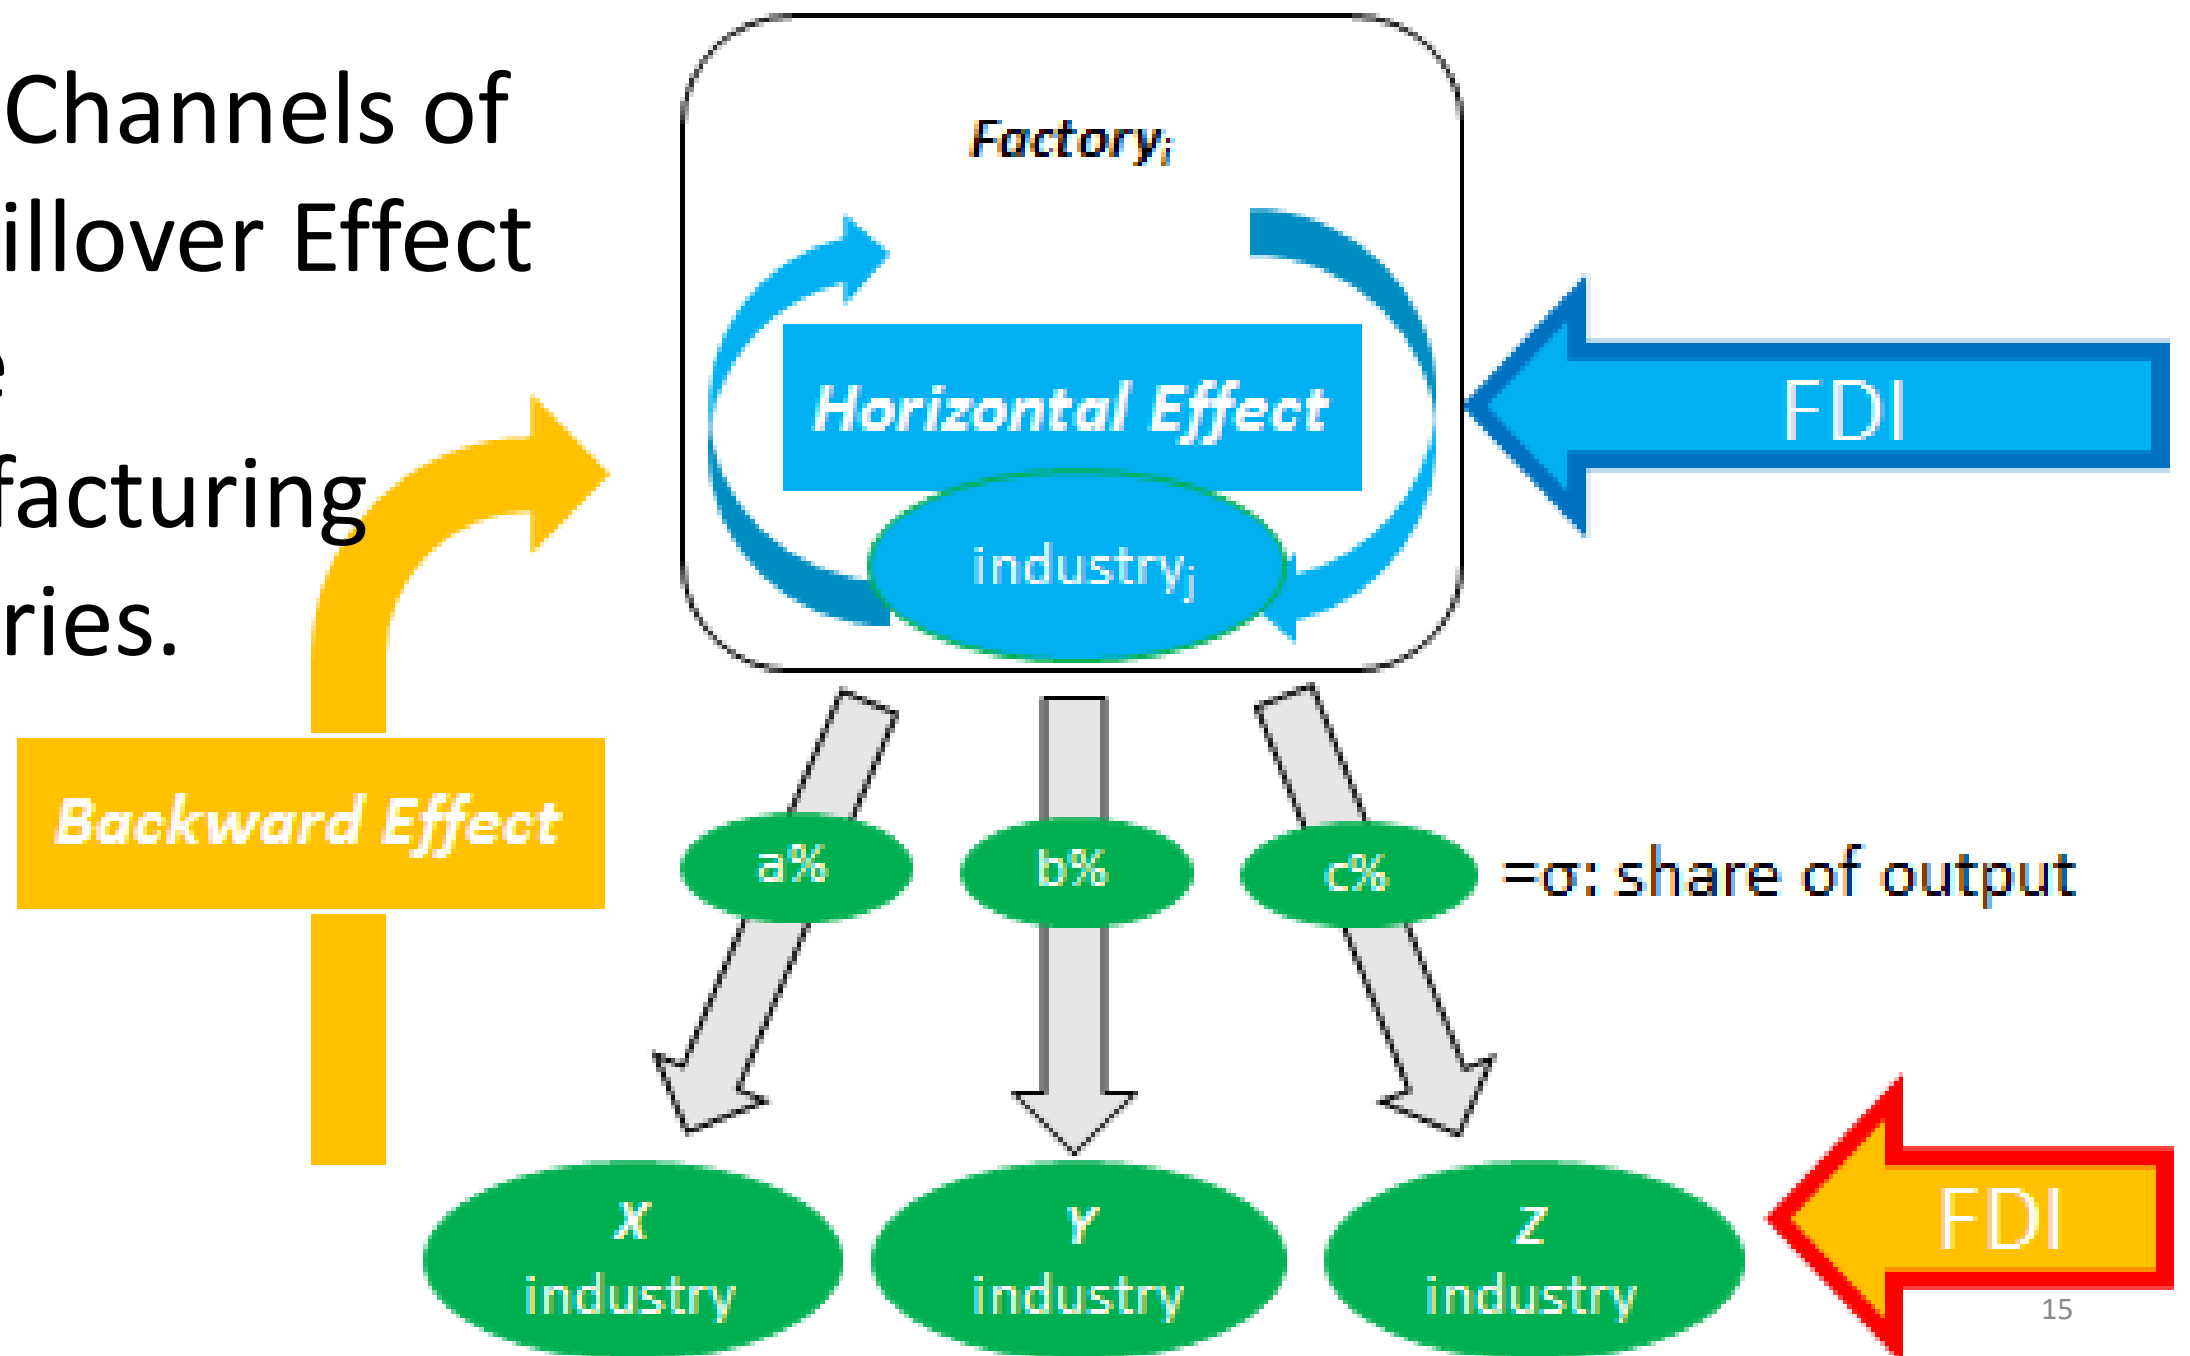 Channels of
illover Effect
e
facturing
ries.
Factoryᵢ
Horizontal Effect
industryⱼ
FDI
Backward Effect
a%
b%
c%
=σ: share of output
X
industry
Y
industry
Z
industry
FDI
15